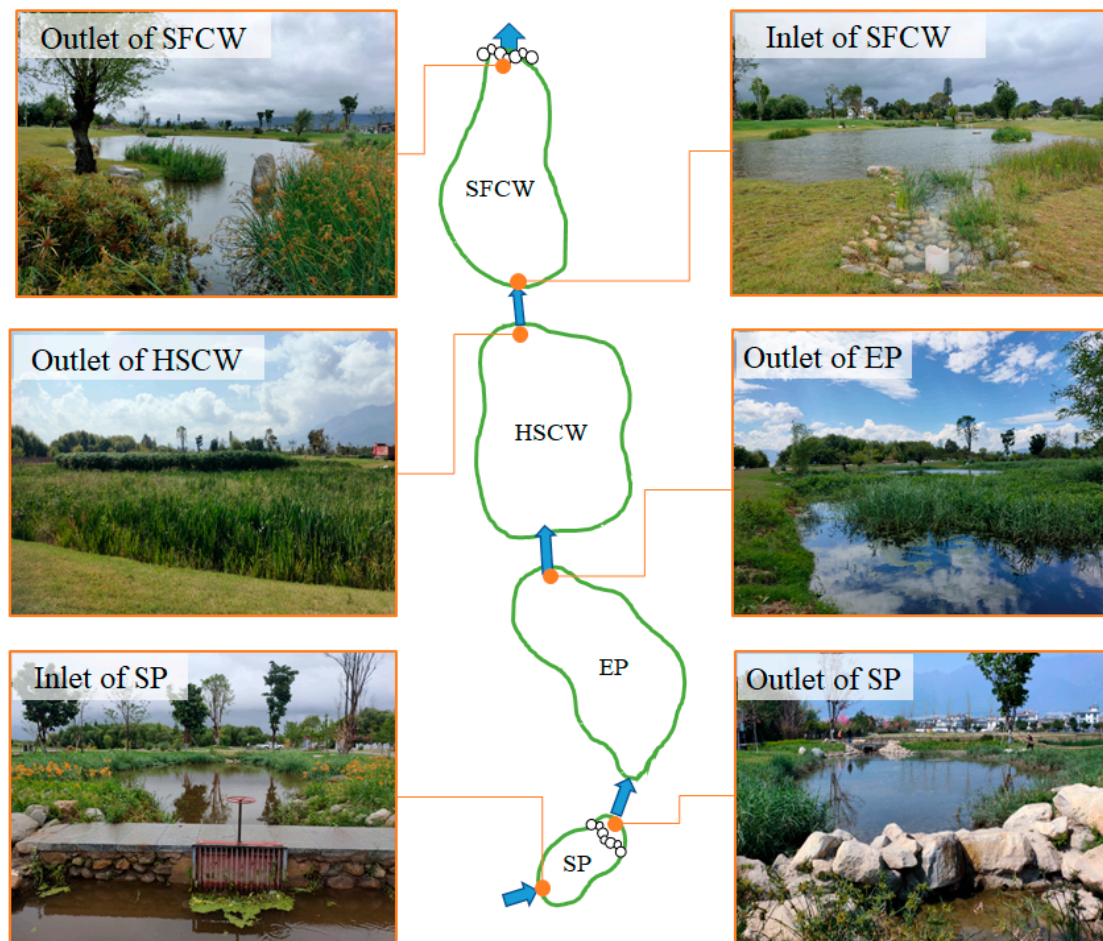 Outlet of SFCW
Inlet of SFCW
SFCW
Outlet of HSCW
Outlet of EP
HSCW
Inlet of SP
EP
Outlet of SP
SP